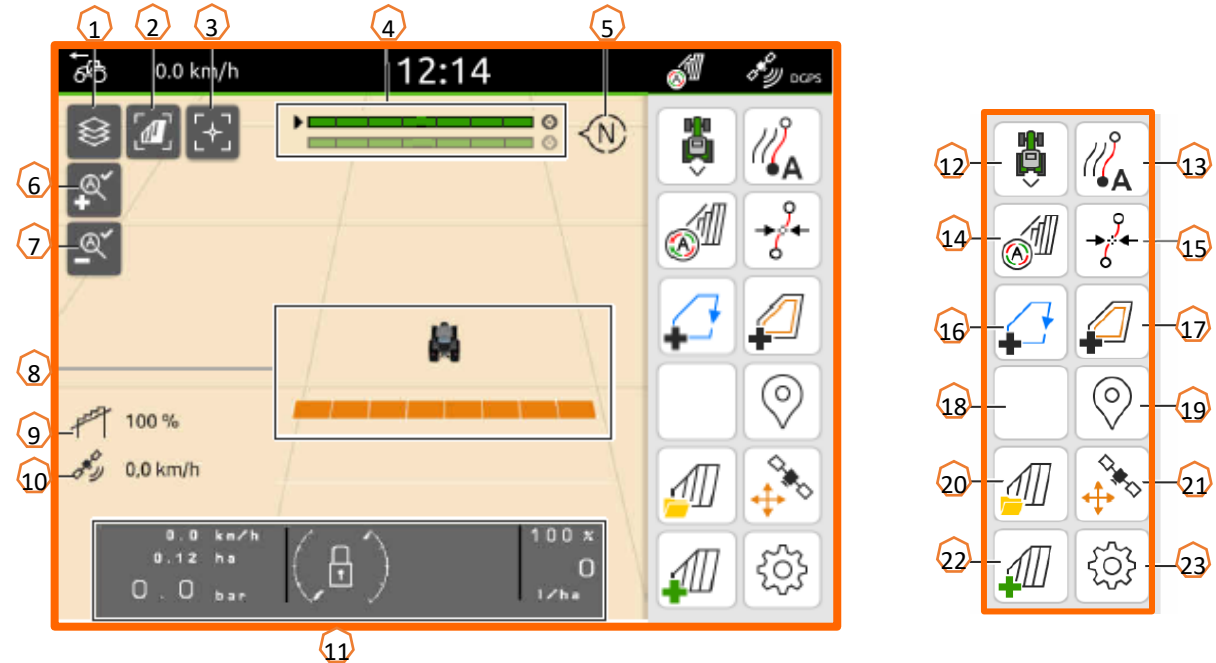 1 2 3 4 5
0.0 km/h 12:14 DGPS
N
A A
6 A
12 13
7 A
A A
14 15
16 17
8
18 19
9 100 %
10 0,0 km/h
20 21
0.0 km/h 100 %
0.12 ha 0
0.0 bar l/ha
22 23
11